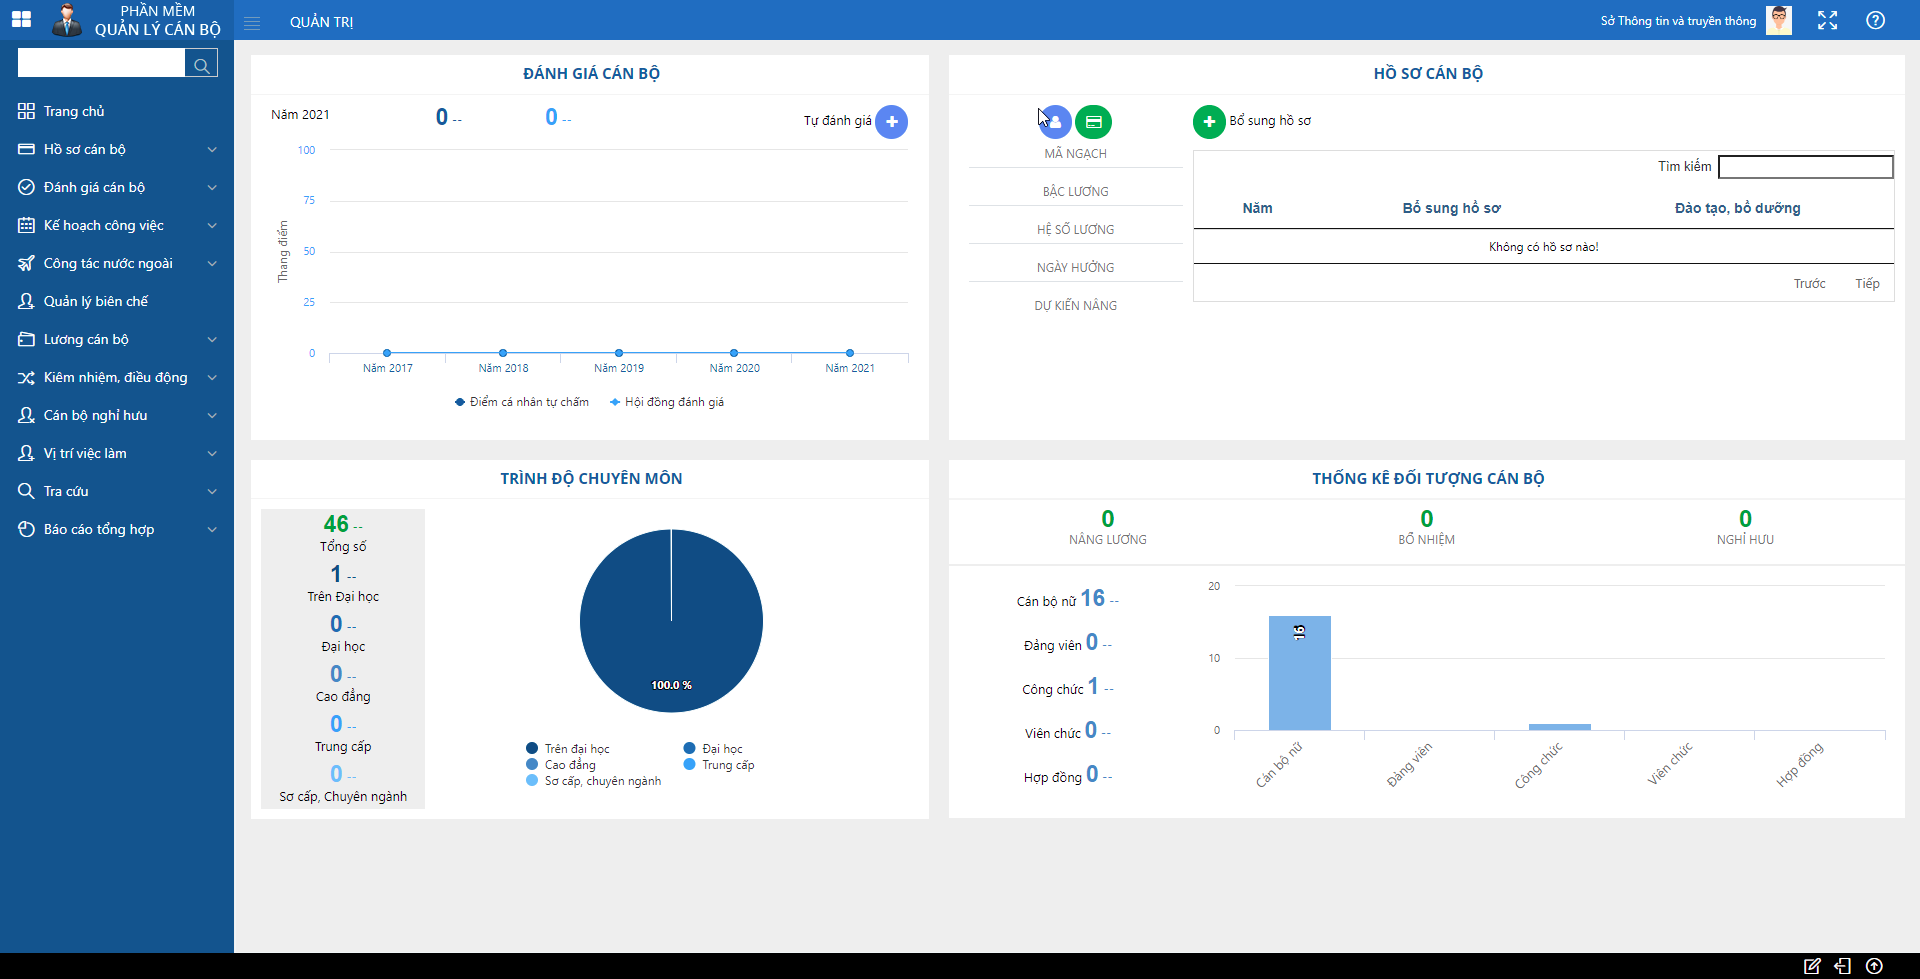 PHẦN MỀM
QUẢN LÝ CÁN BỘ
QUẢN TRỊ
Sở Thông tin và truyền thông
Trang chủ
Hồ sơ cán bộ
Đánh giá cán bộ
Kế hoạch công việc
Công tác nước ngoài
Quản lý biên chế
Lương cán bộ
Kiêm nhiệm, điều động
Cán bộ nghỉ hưu
Vị trí việc làm
Tra cứu
Báo cáo tổng hợp
ĐÁNH GIÁ CÁN BỘ
Năm 2021
0 --
0 --
Tự đánh giá
Thang điểm
100
75
50
25
0
Năm 2017
Năm 2018
Năm 2019
Năm 2020
Năm 2021
Điểm cá nhân tự chấm
Hội đồng đánh giá
HỒ SƠ CÁN BỘ
MÃ NGẠCH
BẬC LƯƠNG
HỆ SỐ LƯƠNG
NGÀY HƯỞNG
DỰ KIẾN NÂNG
Bổ sung hồ sơ
Tìm kiếm
Năm
Bổ sung hồ sơ
Đào tạo, bồ dưỡng
Không có hồ sơ nào!
Trước
Tiếp
TRÌNH ĐỘ CHUYÊN MÔN
46 --
Tổng số
1 --
Trên Đại học
0 --
Đại học
0 --
Cao đẳng
0 --
Trung cấp
0 --
Sơ cấp, Chuyên ngành
100.0 %
Trên đại học
Đại học
Cao đẳng
Trung cấp
Sơ cấp, chuyên ngành
THỐNG KÊ ĐỐI TƯỢNG CÁN BỘ
0
NÂNG LƯƠNG
0
BỔ NHIỆM
0
NGHỈ HƯU
Cán bộ nữ 16 --
Đảng viên 0 --
Công chức 1 --
Viên chức 0 --
Hợp đồng 0 --
20
10
0
16
Cán bộ nữ
Đảng viên
Công chức
Viên chức
Hợp đồng